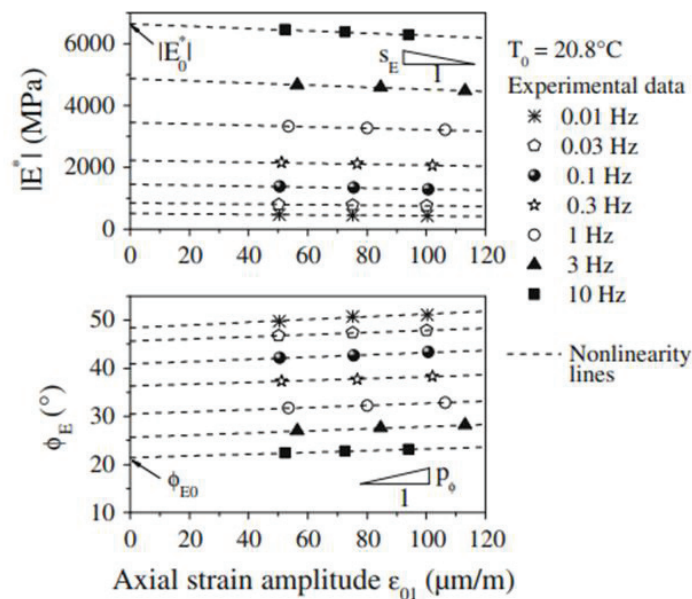 6000
4000
2000
0
|E*| (MPa)
|E*0|
sE
1
0 20 40 60 80 100 120
T0 = 20.8°C
Experimental data
0.01 Hz
0.03 Hz
0.1 Hz
0.3 Hz
1 Hz
3 Hz
10 Hz
Nonlinearity
lines
50
40
30
20
10
ϕE (°)
ϕE0
pϕ
1
0 20 40 60 80 100 120
Axial strain amplitude ε01 (μm/m)